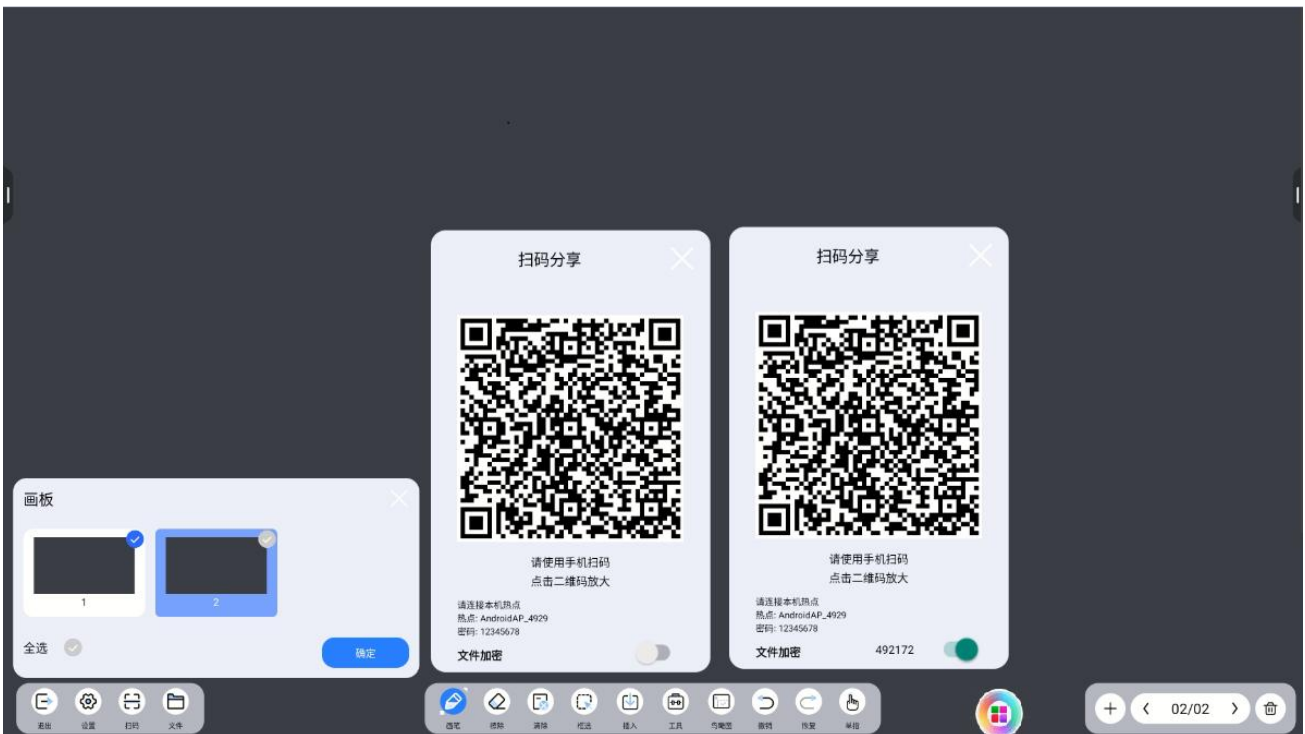 扫码分享
扫码分享
请使用手机扫码
点击二维码放大
请连接本机热点
热点: AndroidAP_4929
密码: 12345678
文件加密
请使用手机扫码
点击二维码放大
请连接本机热点
热点: AndroidAP_4929
密码: 12345678
文件加密 492172
画板
1
2
全选
确定
退出 设置 扫码 文件
画笔 擦除 清除 框选 插入 工具 鸟瞰图 撤销 恢复 单指
02/02